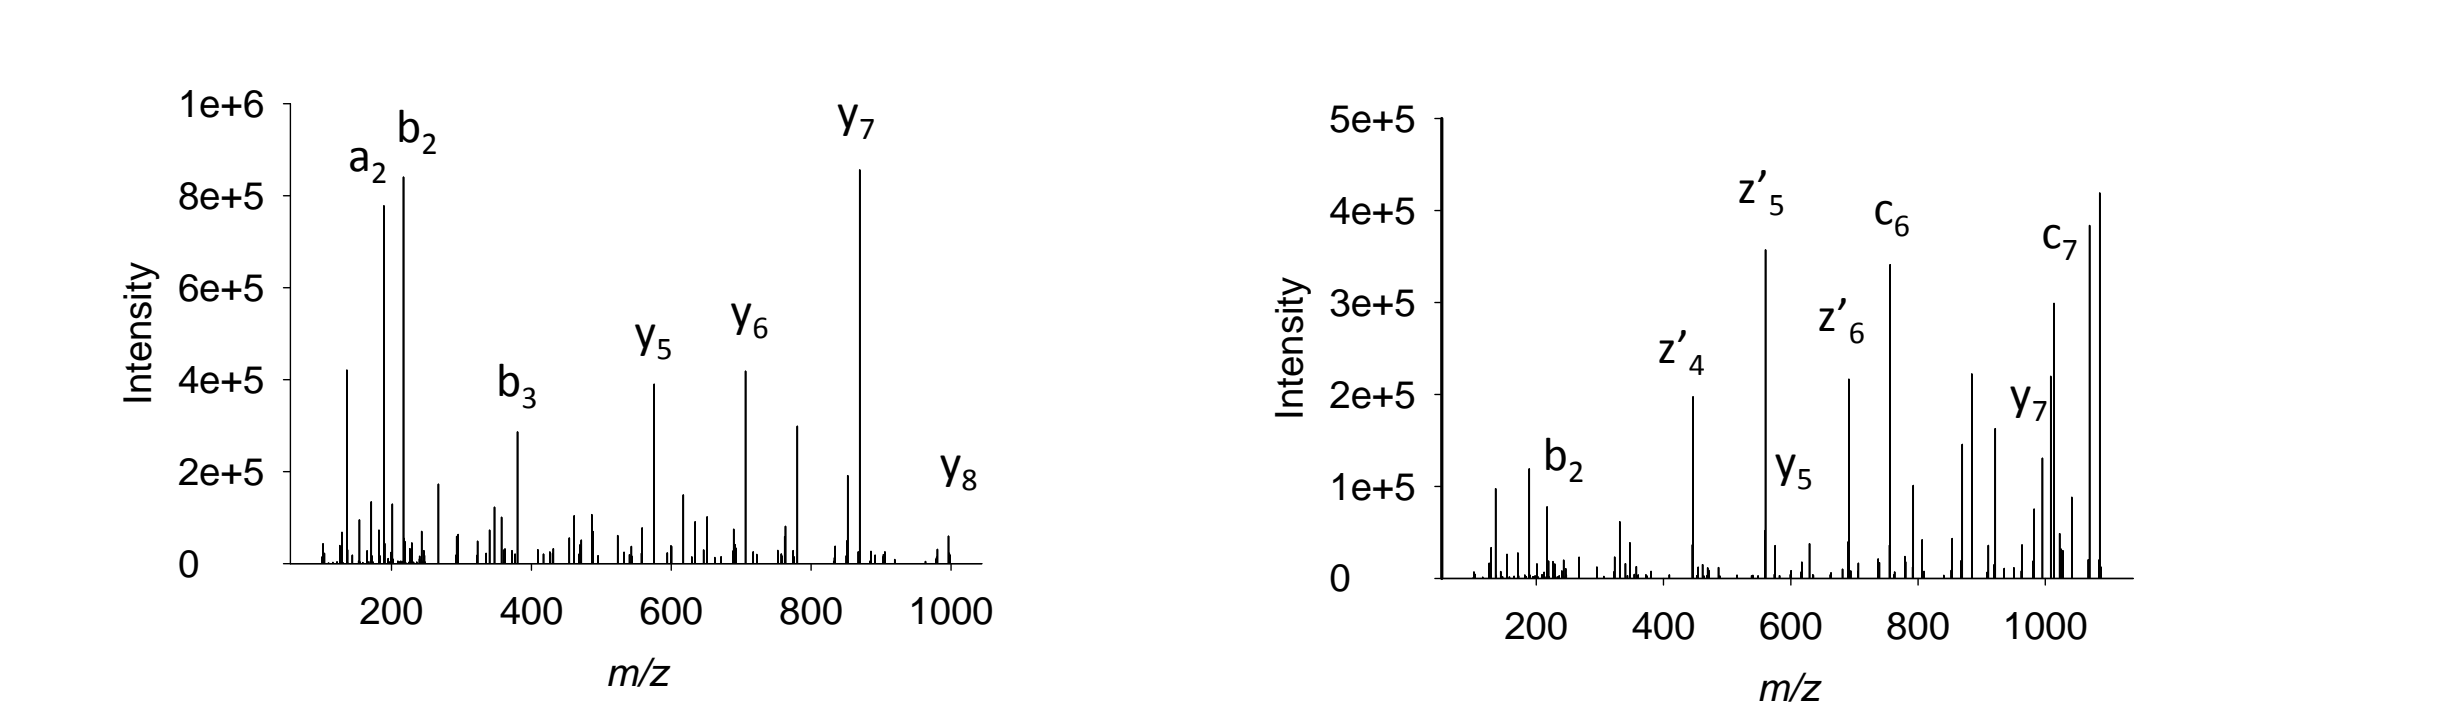 1e+6
8e+5
6e+5
4e+5
2e+5
0
Intensity
a2
b2
b3
y5
y6
y7
y8
200 400 600 800 1000
m/z
5e+5
4e+5
3e+5
2e+5
1e+5
0
Intensity
b2
z’4
z’5
y5
z’6
c6
y7
c7
200 400 600 800 1000
m/z